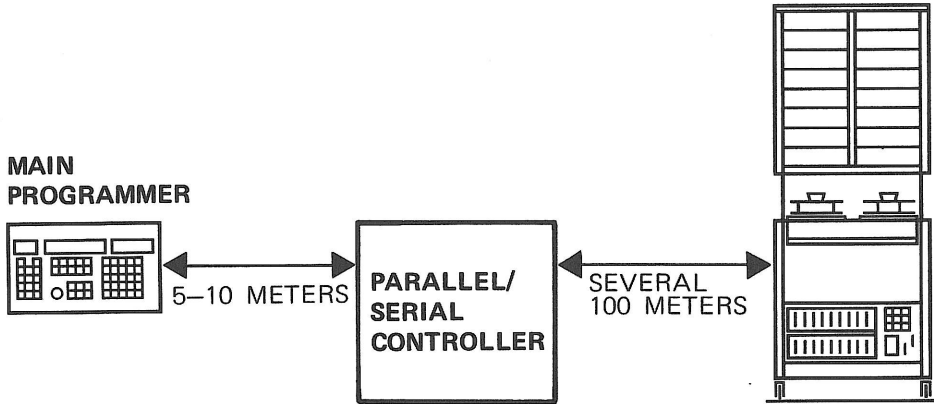 MAIN
PROGRAMMER
5–10 METERS
PARALLEL/
SERIAL
CONTROLLER
SEVERAL
100 METERS